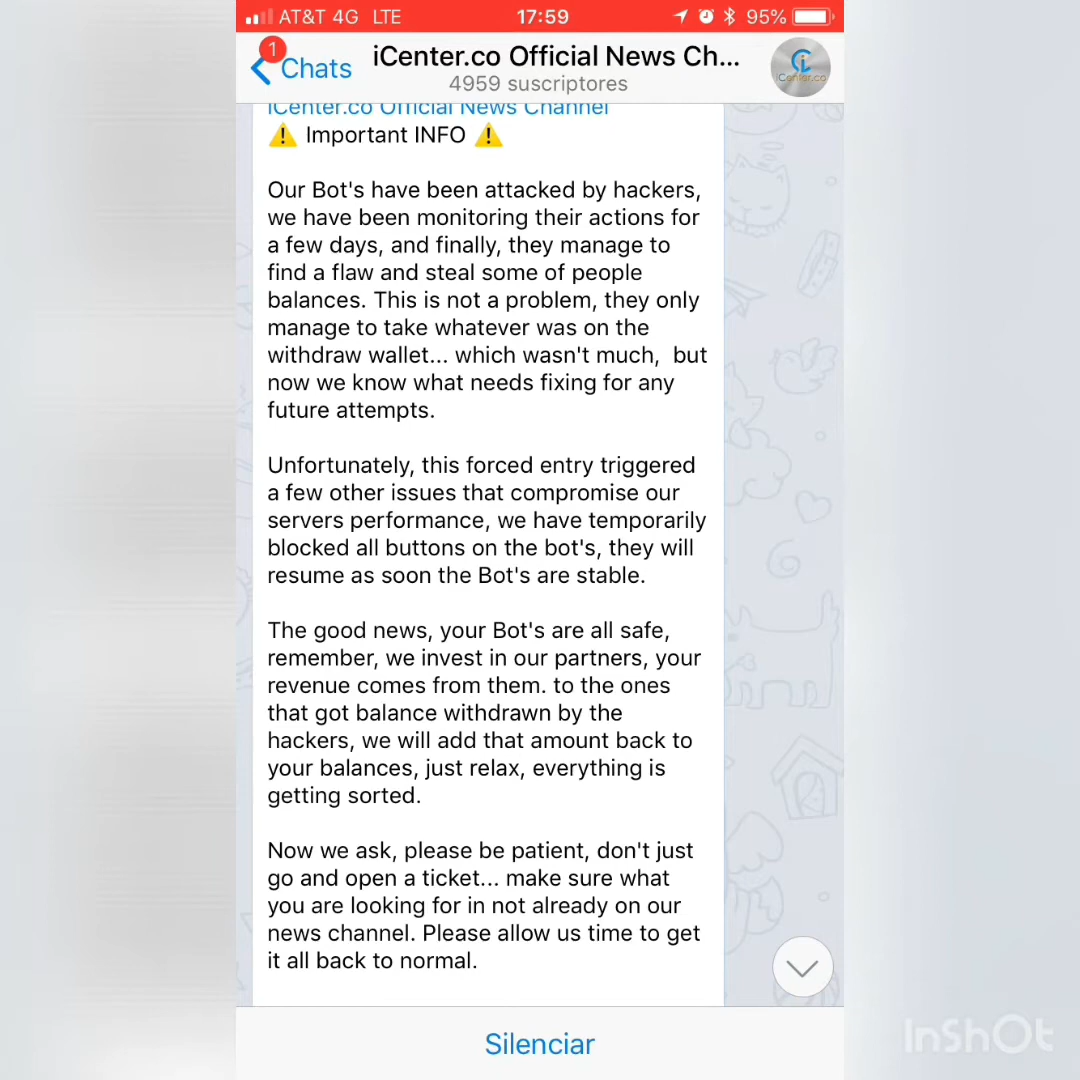 AT&T 4G LTE 17:59 95%
1
Chats
iCenter.co Official News Ch...
4959 suscriptores
iCenter.co
iCenter.co Official News Channel
⚠️ Important INFO ⚠️
Our Bot's have been attacked by hackers,
we have been monitoring their actions for
a few days, and finally, they manage to
find a flaw and steal some of people
balances. This is not a problem, they only
manage to take whatever was on the
withdraw wallet... which wasn't much,  but
now we know what needs fixing for any
future attempts.
Unfortunately, this forced entry triggered
a few other issues that compromise our
servers performance, we have temporarily
blocked all buttons on the bot's, they will
resume as soon the Bot's are stable.
The good news, your Bot's are all safe,
remember, we invest in our partners, your
revenue comes from them. to the ones
that got balance withdrawn by the
hackers, we will add that amount back to
your balances, just relax, everything is
getting sorted.
Now we ask, please be patient, don't just
go and open a ticket... make sure what
you are looking for in not already on our
news channel. Please allow us time to get
it all back to normal.
Silenciar
InShOt